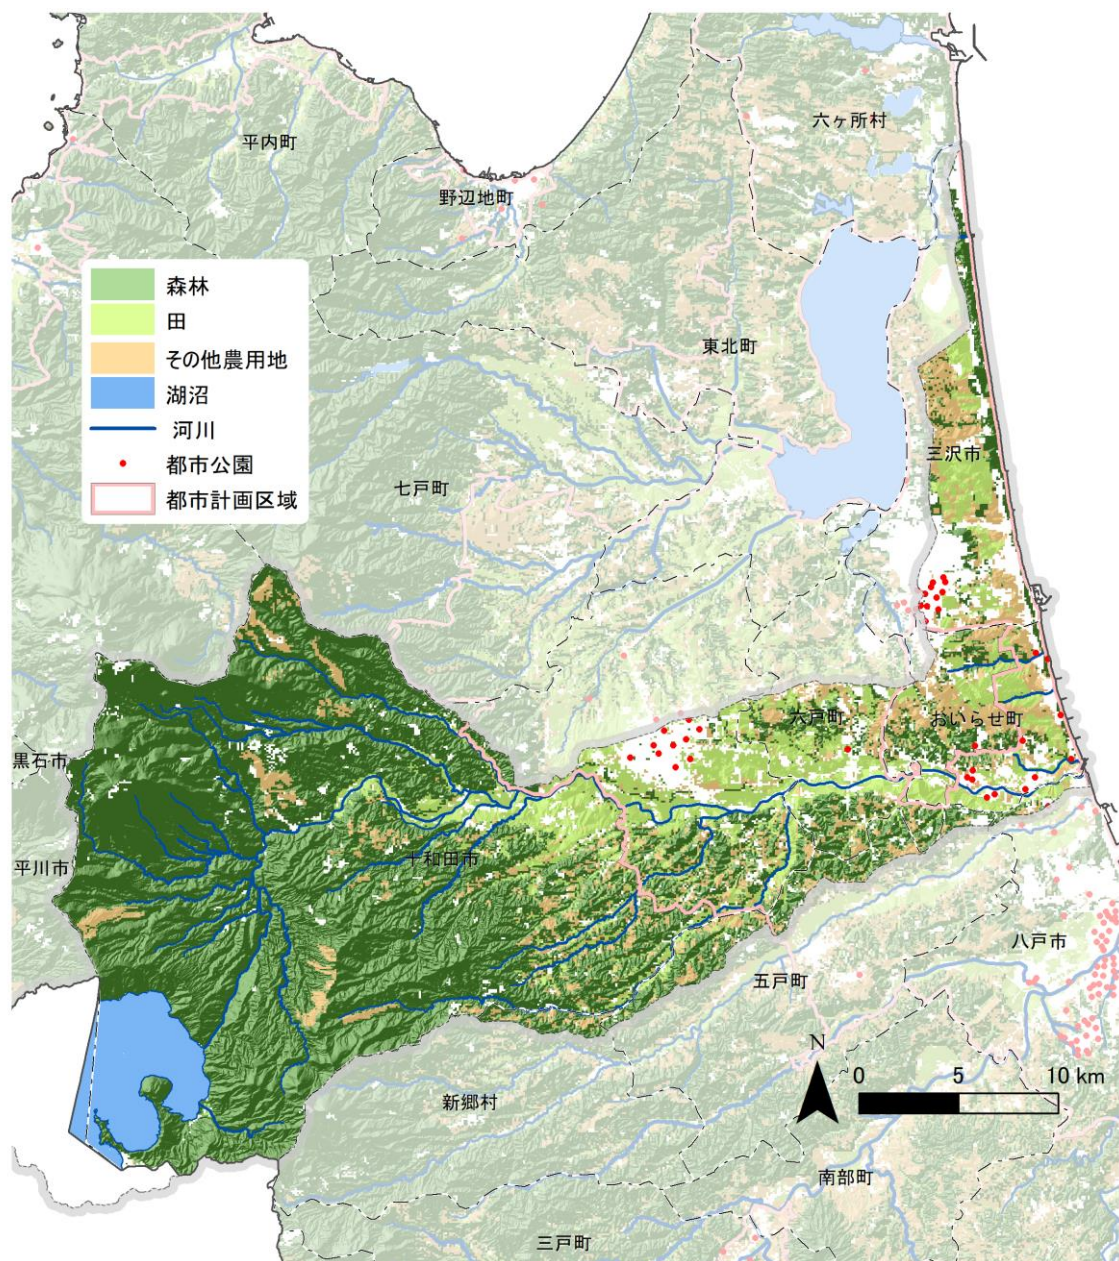 六ヶ所村
平内町
野辺地町
森林
田
その他農用地
湖沼
河川
都市公園
都市計画区域
東北町
三沢市
七戸町
六戸町
おいらせ町
黒石市
十和田市
平川市
八戸市
五戸町
N
0 5 10 km
新郷村
南部町
三戸町